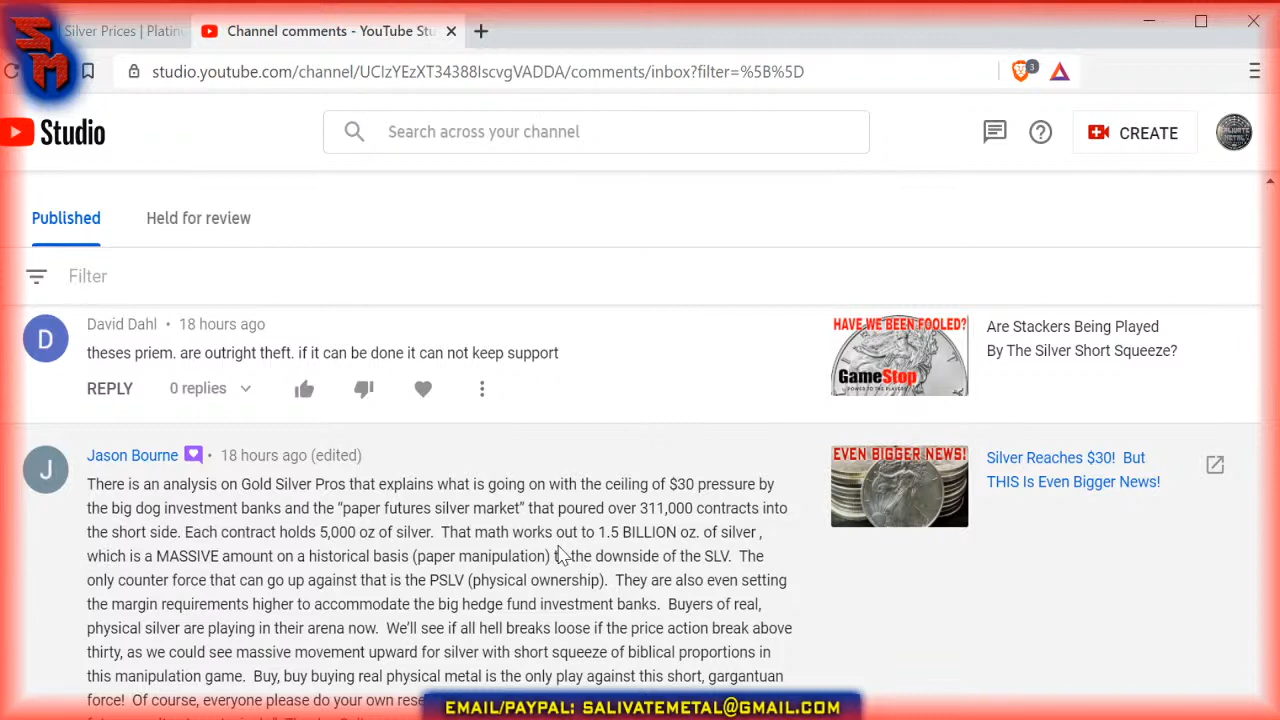 SM
Silver Prices | Platin
Channel comments - YouTube Stu
studio.youtube.com/channel/UCIzYEzXT34388IscvgVADDA/comments/inbox?filter=%5B%5D
3
Studio
Search across your channel
CREATE
Published
Held for review
Filter
D
David Dahl • 18 hours ago
theses priem. are outright theft. if it can be done it can not keep support
REPLY
0 replies
HAVE WE BEEN FOOLED?
GameStop
POWER TO THE PLAYERS
Are Stackers Being Played
By The Silver Short Squeeze?
J
Jason Bourne • 18 hours ago (edited)
There is an analysis on Gold Silver Pros that explains what is going on with the ceiling of $30 pressure by
the big dog investment banks and the “paper futures silver market” that poured over 311,000 contracts into
the short side. Each contract holds 5,000 oz of silver. That math works out to 1.5 BILLION oz. of silver ,
which is a MASSIVE amount on a historical basis (paper manipulation) to the downside of the SLV. The
only counter force that can go up against that is the PSLV (physical ownership). They are also even setting
the margin requirements higher to accommodate the big hedge fund investment banks. Buyers of real,
physical silver are playing in their arena now. We’ll see if all hell breaks loose if the price action break above
thirty, as we could see massive movement upward for silver with short squeeze of biblical proportions in
this manipulation game. Buy, buy buying real physical metal is the only play against this short, gargantuan
force! Of course, everyone please do your own rese
EVEN BIGGER NEWS!
Silver Reaches $30! But
THIS Is Even Bigger News!
EMAIL/PAYPAL: SALIVATEMETAL@GMAIL.COM